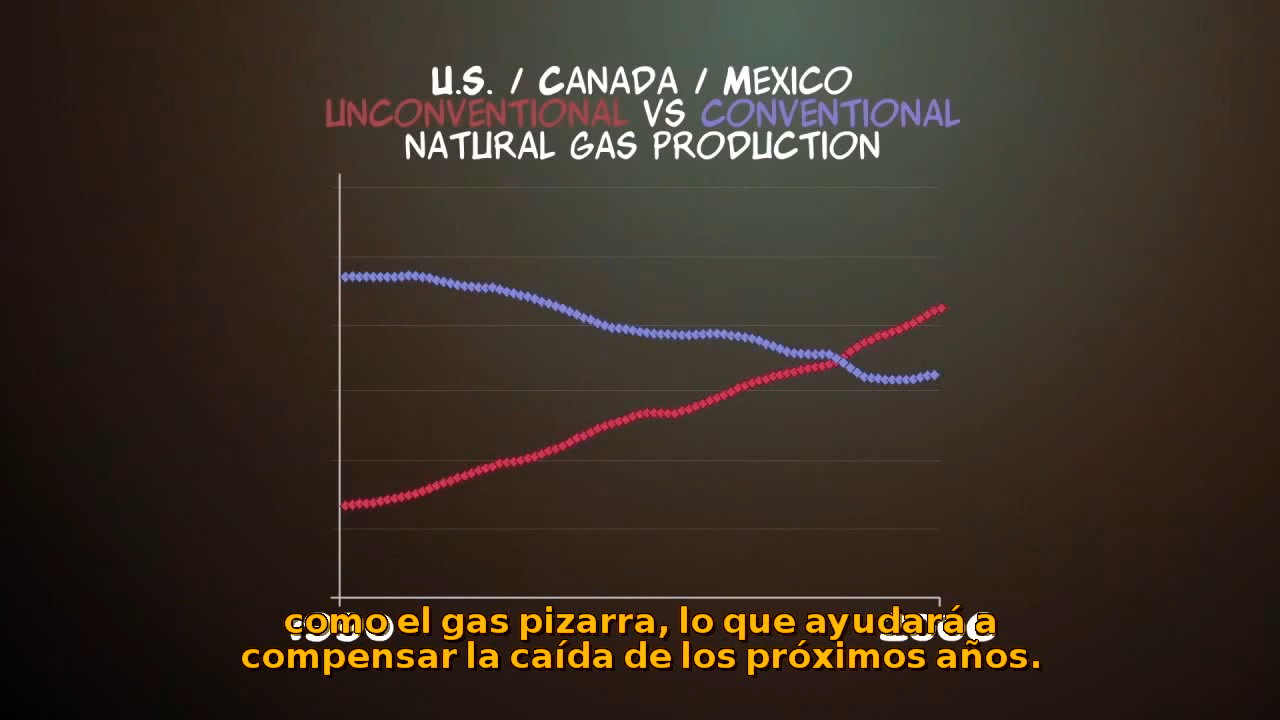 U.S. / CANADA / MEXICO
UNCONVENTIONAL VS CONVENTIONAL
NATURAL GAS PRODUCTION
como el gas pizarra, lo que ayudará a
compensar la caída de los próximos años.